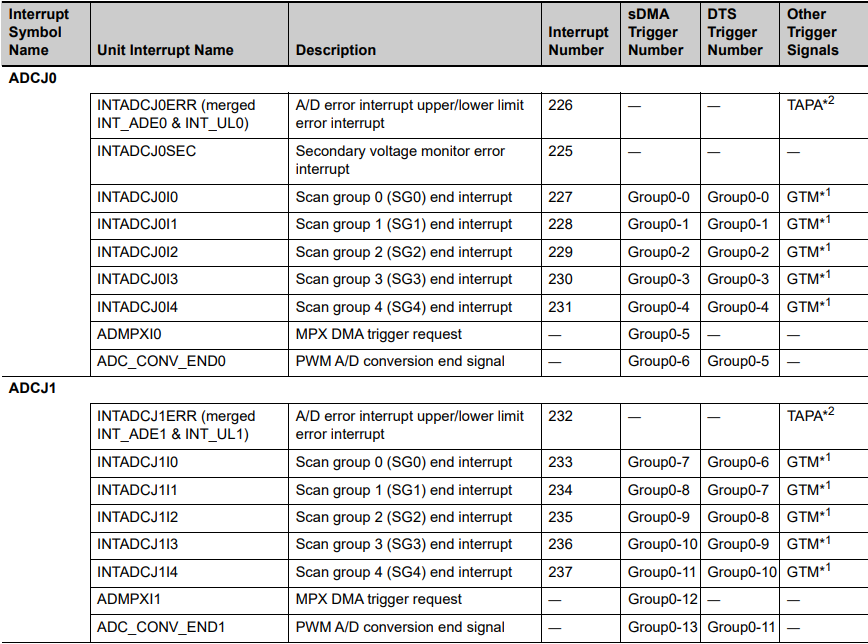 Interrupt Symbol Name | Unit Interrupt Name | Description | Interrupt Number | sDMA Trigger Number | DTS Trigger Number | Other Trigger Signals
ADCJ0
INTADCJ0ERR (merged INT_ADE0 & INT_UL0) | A/D error interrupt upper/lower limit error interrupt | 226 | — | — | TAPA*2
INTADCJ0SEC | Secondary voltage monitor error interrupt | 225 | — | — | —
INTADCJ0I0 | Scan group 0 (SG0) end interrupt | 227 | Group0-0 | Group0-0 | GTM*1
INTADCJ0I1 | Scan group 1 (SG1) end interrupt | 228 | Group0-1 | Group0-1 | GTM*1
INTADCJ0I2 | Scan group 2 (SG2) end interrupt | 229 | Group0-2 | Group0-2 | GTM*1
INTADCJ0I3 | Scan group 3 (SG3) end interrupt | 230 | Group0-3 | Group0-3 | GTM*1
INTADCJ0I4 | Scan group 4 (SG4) end interrupt | 231 | Group0-4 | Group0-4 | GTM*1
ADMPXI0 | MPX DMA trigger request | — | Group0-5 | — | —
ADC_CONV_END0 | PWM A/D conversion end signal | — | Group0-6 | Group0-5 | —
ADCJ1
INTADCJ1ERR (merged INT_ADE1 & INT_UL1) | A/D error interrupt upper/lower limit error interrupt | 232 | — | — | TAPA*2
INTADCJ1I0 | Scan group 0 (SG0) end interrupt | 233 | Group0-7 | Group0-6 | GTM*1
INTADCJ1I1 | Scan group 1 (SG1) end interrupt | 234 | Group0-8 | Group0-7 | GTM*1
INTADCJ1I2 | Scan group 2 (SG2) end interrupt | 235 | Group0-9 | Group0-8 | GTM*1
INTADCJ1I3 | Scan group 3 (SG3) end interrupt | 236 | Group0-10 | Group0-9 | GTM*1
INTADCJ1I4 | Scan group 4 (SG4) end interrupt | 237 | Group0-11 | Group0-10 | GTM*1
ADMPXI1 | MPX DMA trigger request | — | Group0-12 | — | —
ADC_CONV_END1 | PWM A/D conversion end signal | — | Group0-13 | Group0-11 | —